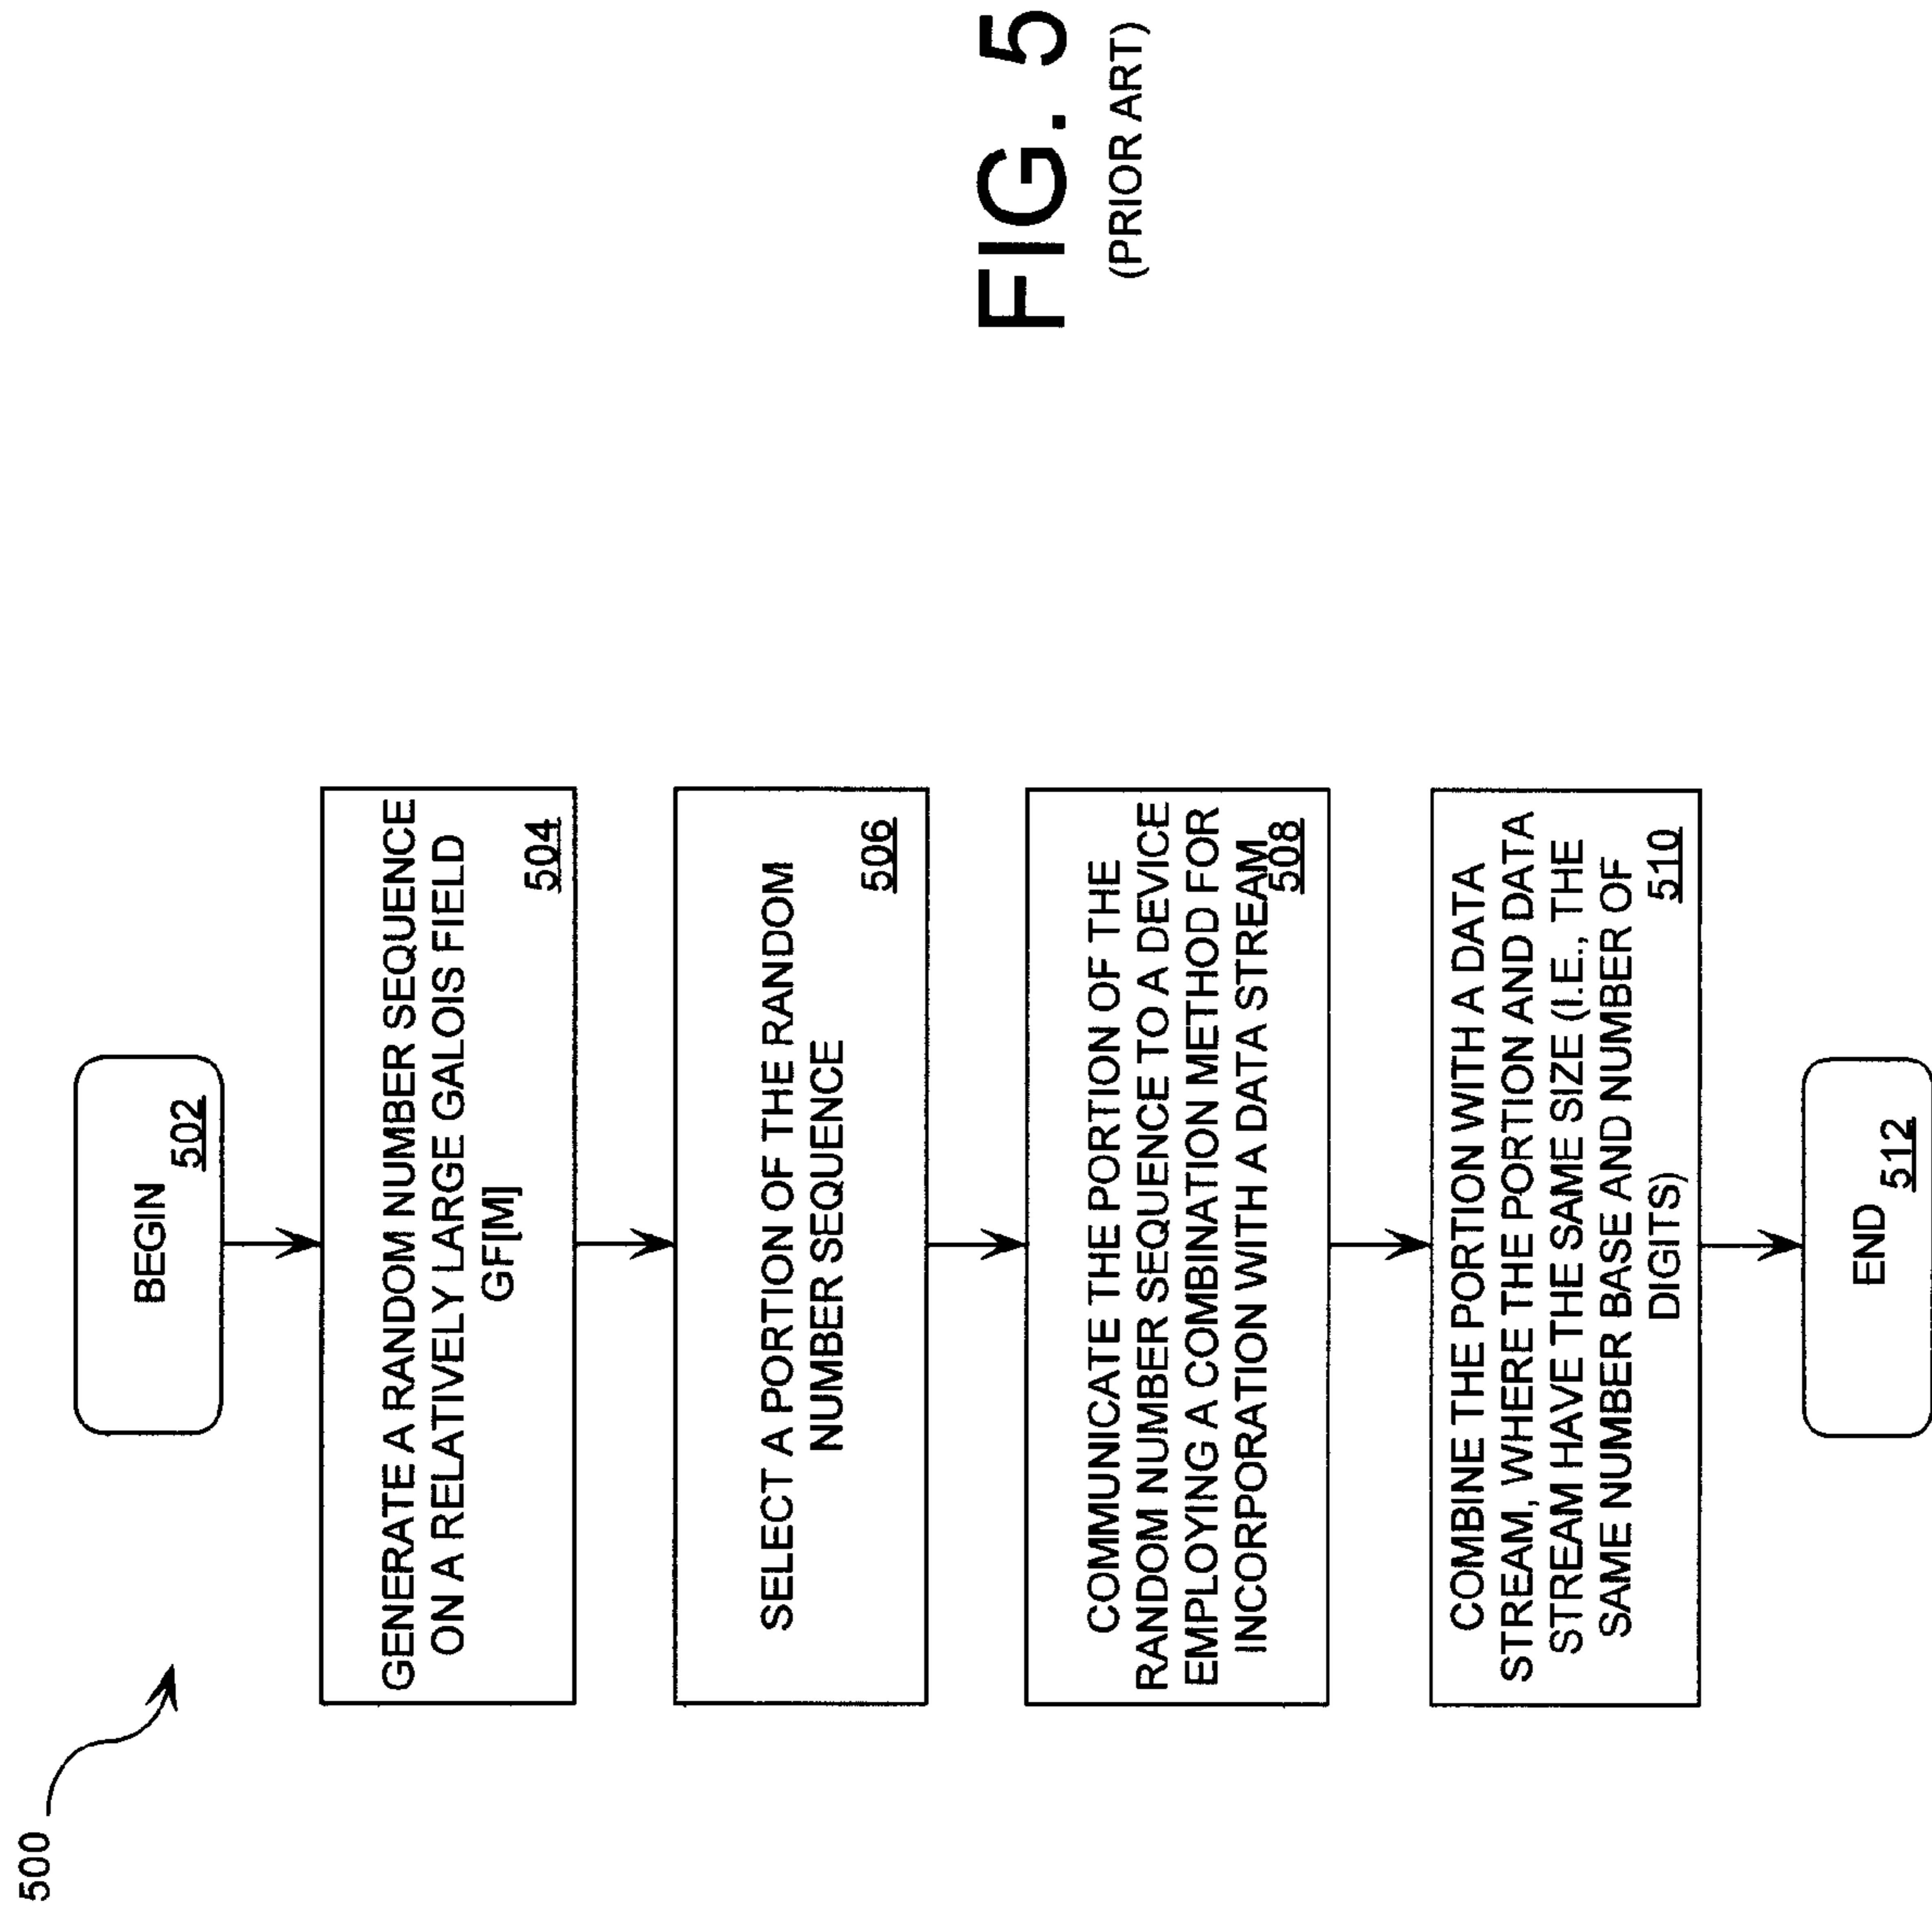 500
BEGIN
502
GENERATE A RANDOM NUMBER SEQUENCE
ON A RELATIVELY LARGE GALOIS FIELD
GF[M]
504
SELECT A PORTION OF THE RANDOM
NUMBER SEQUENCE
506
COMMUNICATE THE PORTION OF THE
RANDOM NUMBER SEQUENCE TO A DEVICE
EMPLOYING A COMBINATION METHOD FOR
INCORPORATION WITH A DATA STREAM
508
COMBINE THE PORTION WITH A DATA
STREAM, WHERE THE PORTION AND DATA
STREAM HAVE THE SAME SIZE (I.E., THE
SAME NUMBER BASE AND NUMBER OF
DIGITS)
510
END
512
FIG. 5
(PRIOR ART)